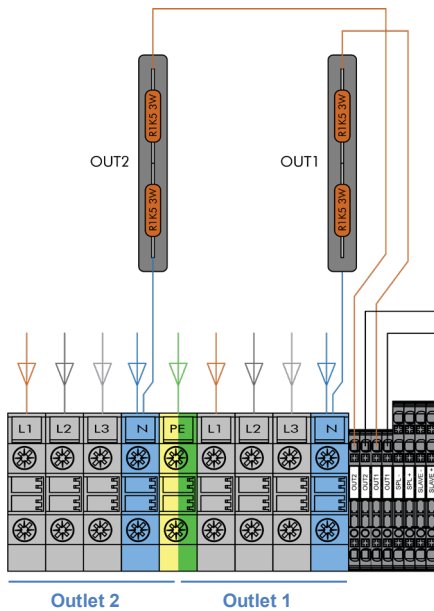 R1K5 3W
R1K5 3W
OUT2
R1K5 3W
R1K5 3W
OUT1
L1 L2 L3 N PE L1 L2 L3 N
OUT2
OUT2
OUT1
OUT1
SPL -
SPL +
SLAVE -
SLAVE +
Outlet 2 Outlet 1